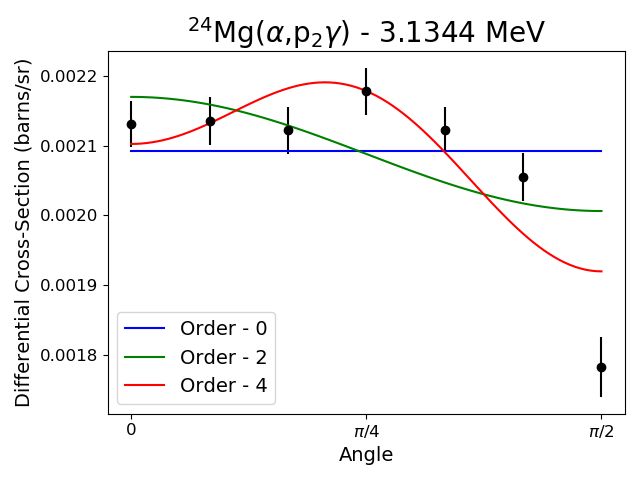 ²⁴Mg(α,p₂γ) - 3.1344 MeV
Differential Cross-Section (barns/sr)
0.0022
0.0021
0.0020
0.0019
0.0018
Order - 0
Order - 2
Order - 4
0
π/4
π/2
Angle